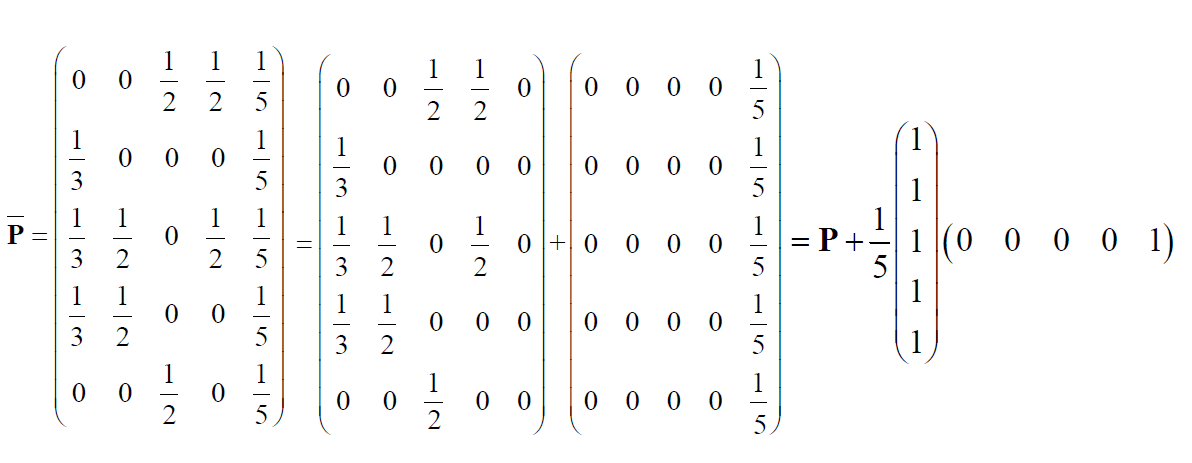 $\overline{\mathbf{P}} = \begin{pmatrix} 0 & 0 & \frac{1}{2} & \frac{1}{2} & \frac{1}{5} \\ \frac{1}{3} & 0 & 0 & 0 & \frac{1}{5} \\ \frac{1}{3} & \frac{1}{2} & 0 & \frac{1}{2} & \frac{1}{5} \\ \frac{1}{3} & \frac{1}{2} & 0 & 0 & \frac{1}{5} \\ 0 & 0 & \frac{1}{2} & 0 & \frac{1}{5} \end{pmatrix} = \begin{pmatrix} 0 & 0 & \frac{1}{2} & \frac{1}{2} & 0 \\ \frac{1}{3} & 0 & 0 & 0 & 0 \\ \frac{1}{3} & \frac{1}{2} & 0 & \frac{1}{2} & 0 \\ \frac{1}{3} & \frac{1}{2} & 0 & 0 & 0 \\ 0 & 0 & \frac{1}{2} & 0 & 0 \end{pmatrix} + \begin{pmatrix} 0 & 0 & 0 & 0 & \frac{1}{5} \\ 0 & 0 & 0 & 0 & \frac{1}{5} \\ 0 & 0 & 0 & 0 & \frac{1}{5} \\ 0 & 0 & 0 & 0 & \frac{1}{5} \\ 0 & 0 & 0 & 0 & \frac{1}{5} \end{pmatrix} = \mathbf{P} + \frac{1}{5} \begin{pmatrix} 1 \\ 1 \\ 1 \\ 1 \\ 1 \end{pmatrix} \begin{pmatrix} 0 & 0 & 0 & 0 & 1 \end{pmatrix}$